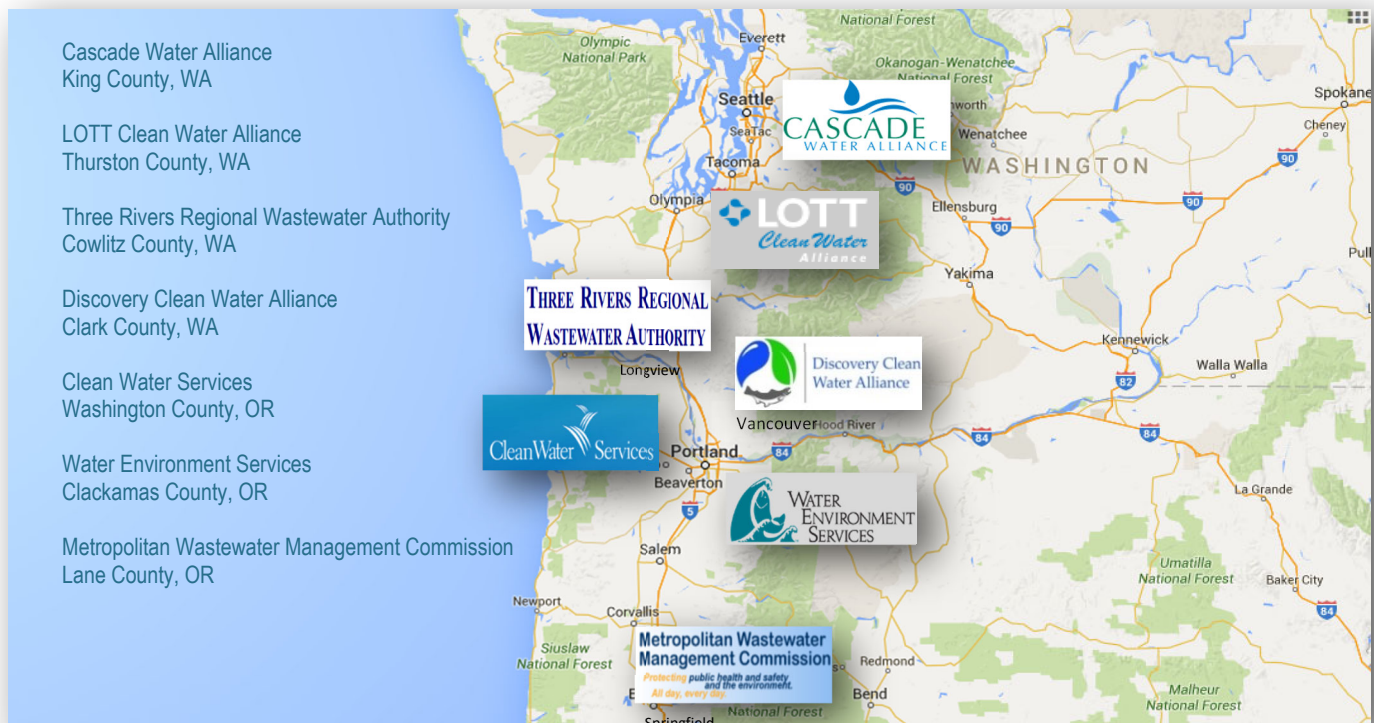 Cascade Water Alliance
King County, WA
LOTT Clean Water Alliance
Thurston County, WA
Three Rivers Regional Wastewater Authority
Cowlitz County, WA
Discovery Clean Water Alliance
Clark County, WA
Clean Water Services
Washington County, OR
Water Environment Services
Clackamas County, OR
Metropolitan Wastewater Management Commission
Lane County, OR
National Forest
Olympic
National Park
Everett
Okanogan-Wenatchee
National Forest
Seattle
SeaTac
Tacoma
Olympia
CASCADE
WATER ALLIANCE
Wenatchee
WASHINGTON
Spokane
Cheney
90
90
90
90
Ellensburg
LOTT
Clean Water
Alliance
Yakima
THREE RIVERS REGIONAL
WASTEWATER AUTHORITY
Longview
Discovery Clean
Water Alliance
Vancouver
Hood River
Kennewick
Walla Walla
82
84
84
84
CleanWater Services
Portland
Beaverton
5
WATER
ENVIRONMENT
SERVICES
La Grande
Salem
Umatilla
National Forest
Baker City
84
Newport
Corvallis
Siuslaw
National Forest
Metropolitan Wastewater
Management Commission
Protecting public health and safety
and the environment.
All day, every day.
Springfield
Redmond
Bend
National Forest
Malheur
National Forest